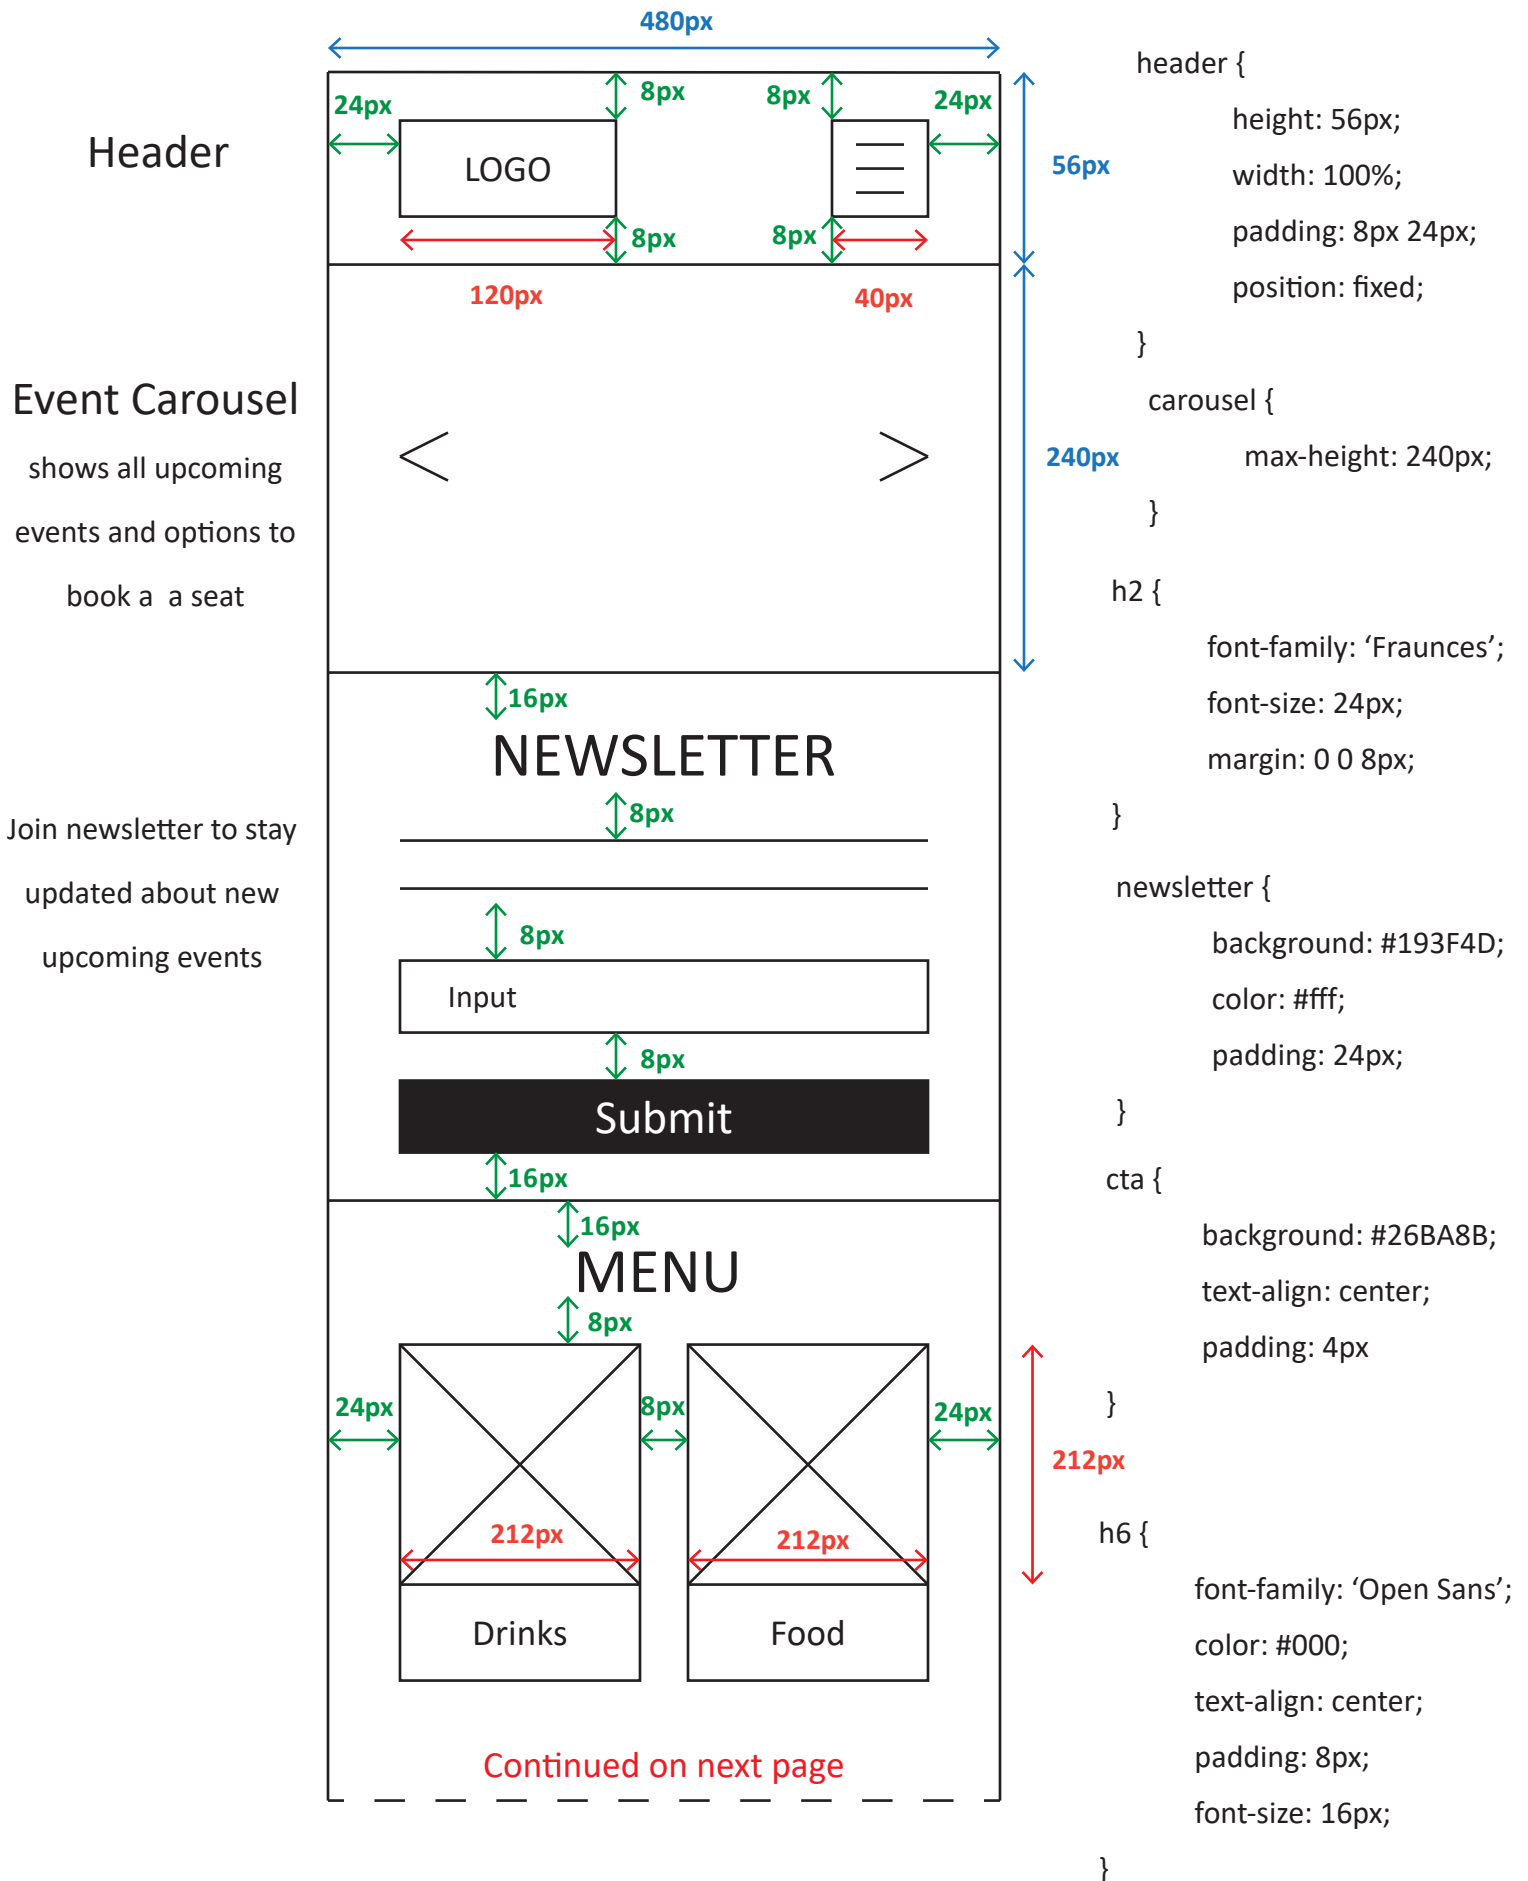 480px
Header
24px
8px
8px
24px
LOGO
56px
8px
8px
120px
40px
header {
height: 56px;
width: 100%;
padding: 8px 24px;
position: fixed;
}
Event Carousel
shows all upcoming
events and options to
book a  a seat
240px
carousel {
max-height: 240px;
}
h2 {
font-family: ‘Fraunces’;
font-size: 24px;
margin: 0 0 8px;
}
16px
NEWSLETTER
8px
Join newsletter to stay
updated about new
upcoming events
8px
Input
8px
Submit
16px
newsletter {
background: #193F4D;
color: #fff;
padding: 24px;
}
cta {
background: #26BA8B;
text-align: center;
padding: 4px
}
16px
MENU
8px
24px
8px
24px
212px
212px
212px
Drinks
Food
h6 {
font-family: ‘Open Sans’;
color: #000;
text-align: center;
padding: 8px;
font-size: 16px;
}
Continued on next page